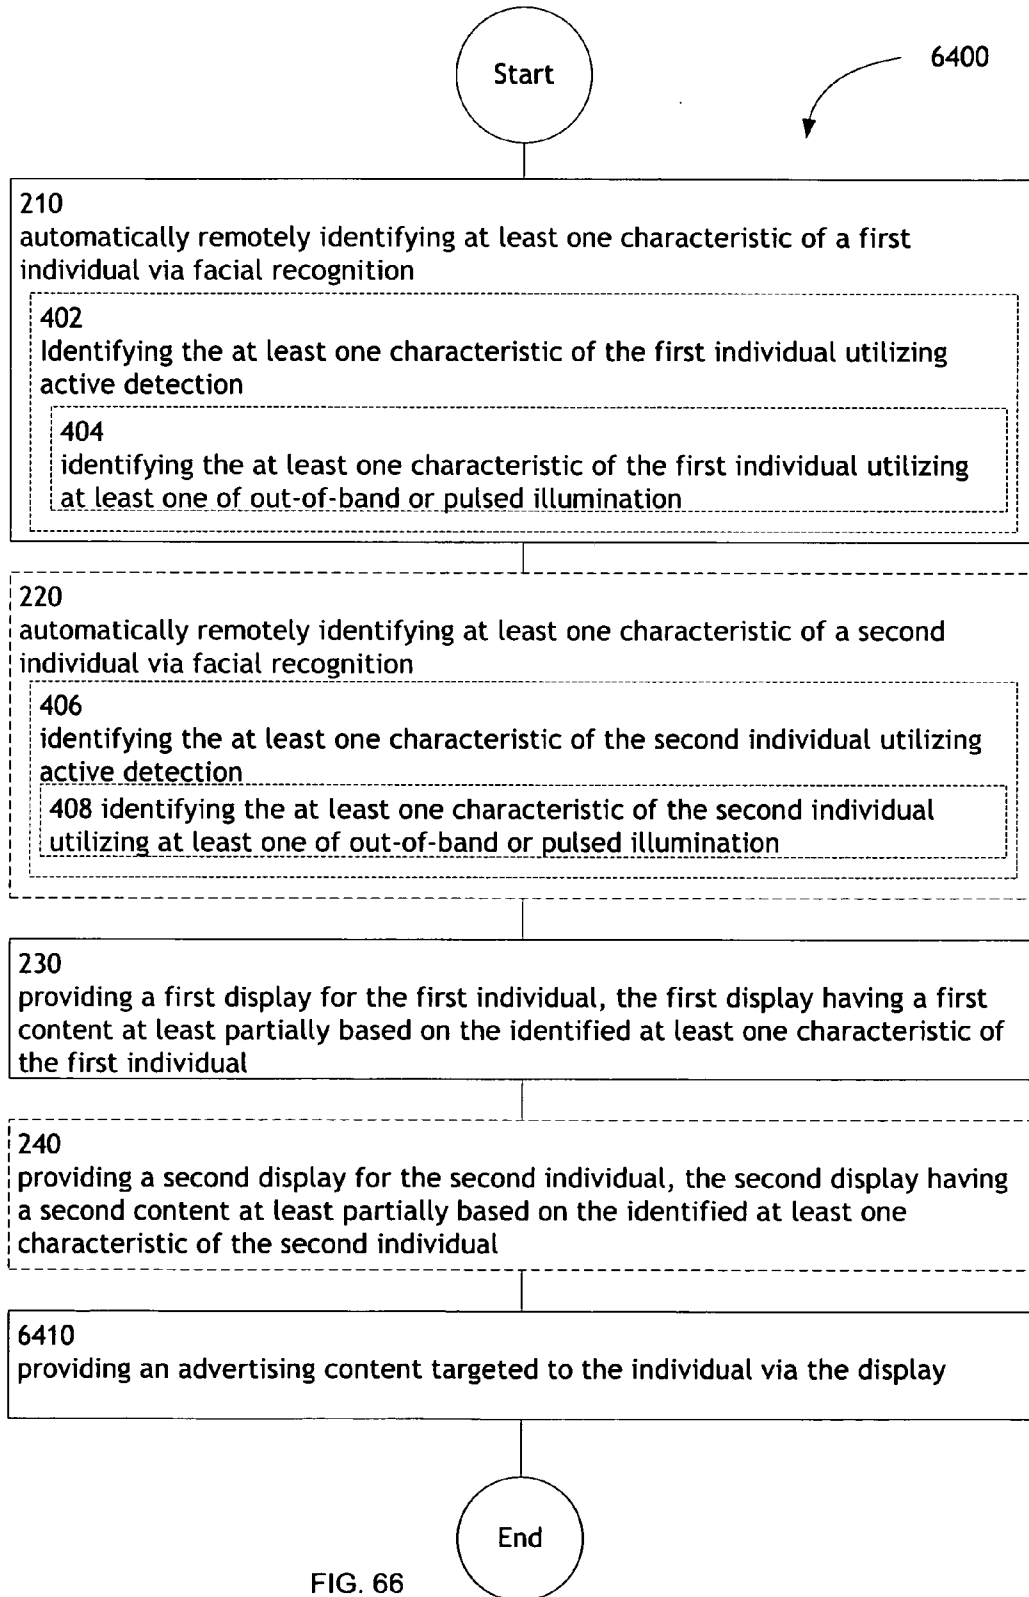 Start
6400
210
automatically remotely identifying at least one characteristic of a first
individual via facial recognition
402
Identifying the at least one characteristic of the first individual utilizing
active detection
404
identifying the at least one characteristic of the first individual utilizing
at least one of out-of-band or pulsed illumination
220
automatically remotely identifying at least one characteristic of a second
individual via facial recognition
406
identifying the at least one characteristic of the second individual utilizing
active detection
408 identifying the at least one characteristic of the second individual
utilizing at least one of out-of-band or pulsed illumination
230
providing a first display for the first individual, the first display having a first
content at least partially based on the identified at least one characteristic of
the first individual
240
providing a second display for the second individual, the second display having
a second content at least partially based on the identified at least one
characteristic of the second individual
6410
providing an advertising content targeted to the individual via the display
End
FIG. 66